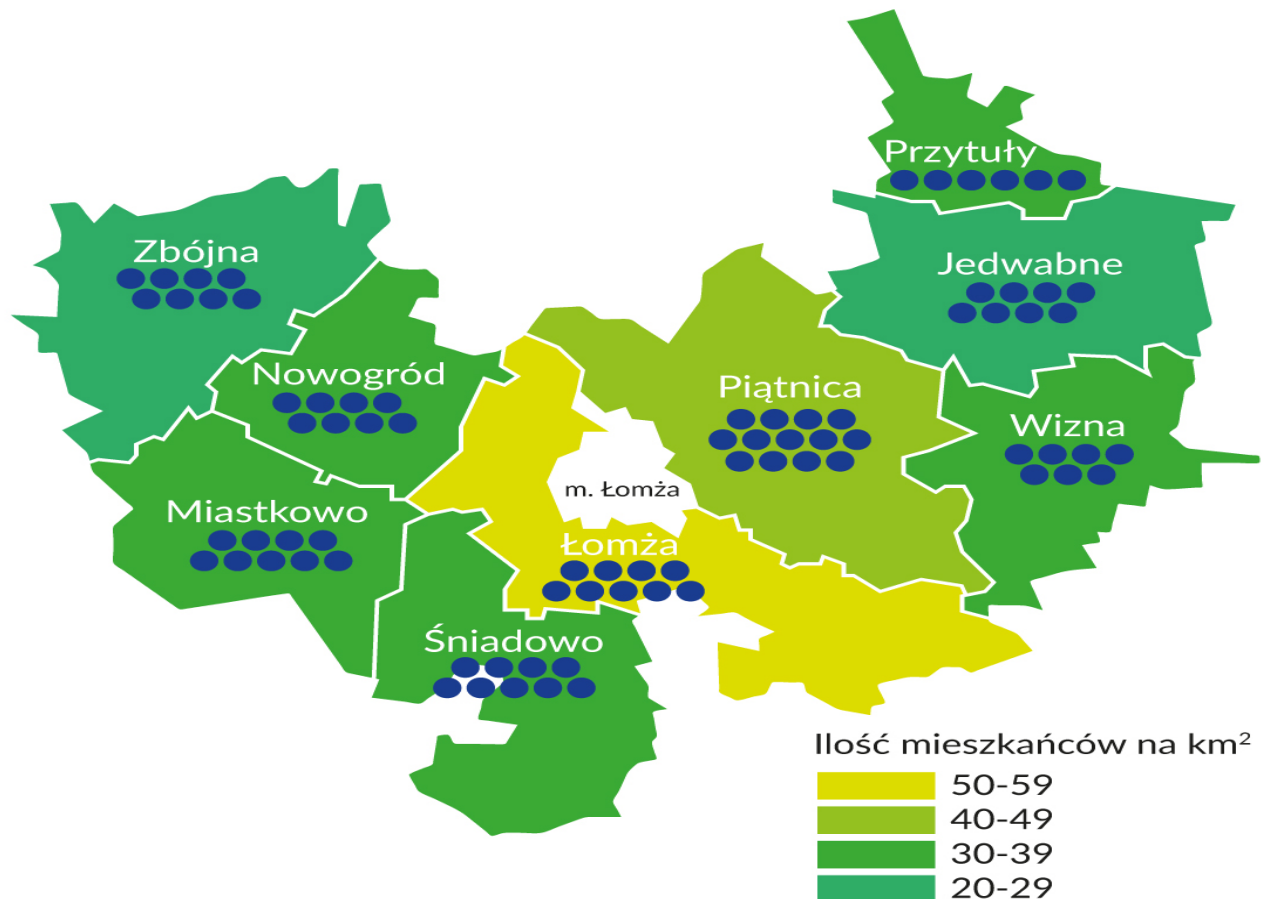 Przytuły
Zbójna
Jedwabne
Nowogród
Piątnica
Wizna
m. Łomża
Miastkowo
Łomża
Śniadowo
Ilość mieszkańców na km²
50-59
40-49
30-39
20-29